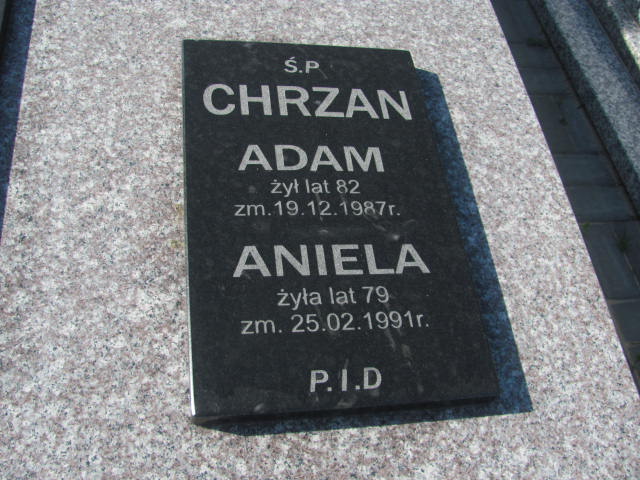 Ś.P
CHRZAN
ADAM
żył lat 82
zm.19.12.1987r.
ANIELA
żyła lat 79
zm. 25.02.1991r.
P.I.D